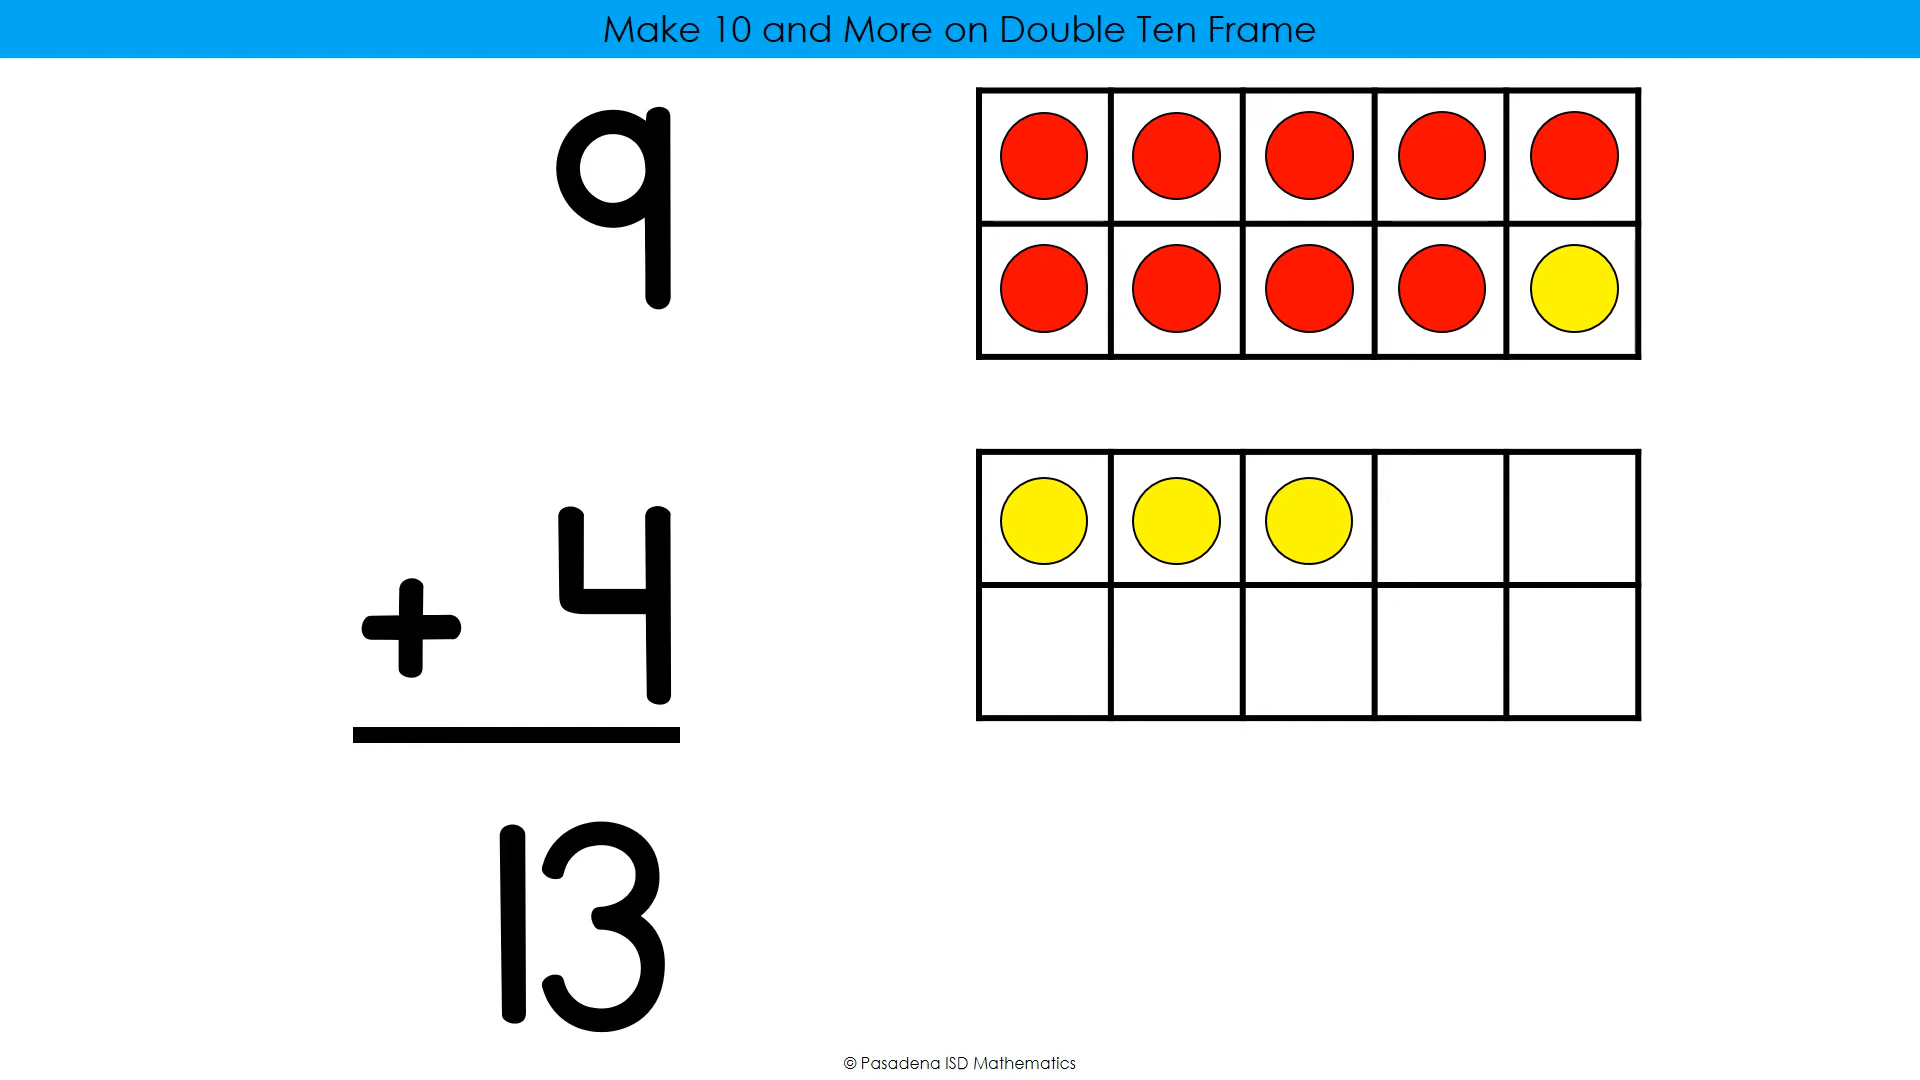 Make 10 and More on Double Ten Frame
9
+ 4
13
© Pasadena ISD Mathematics